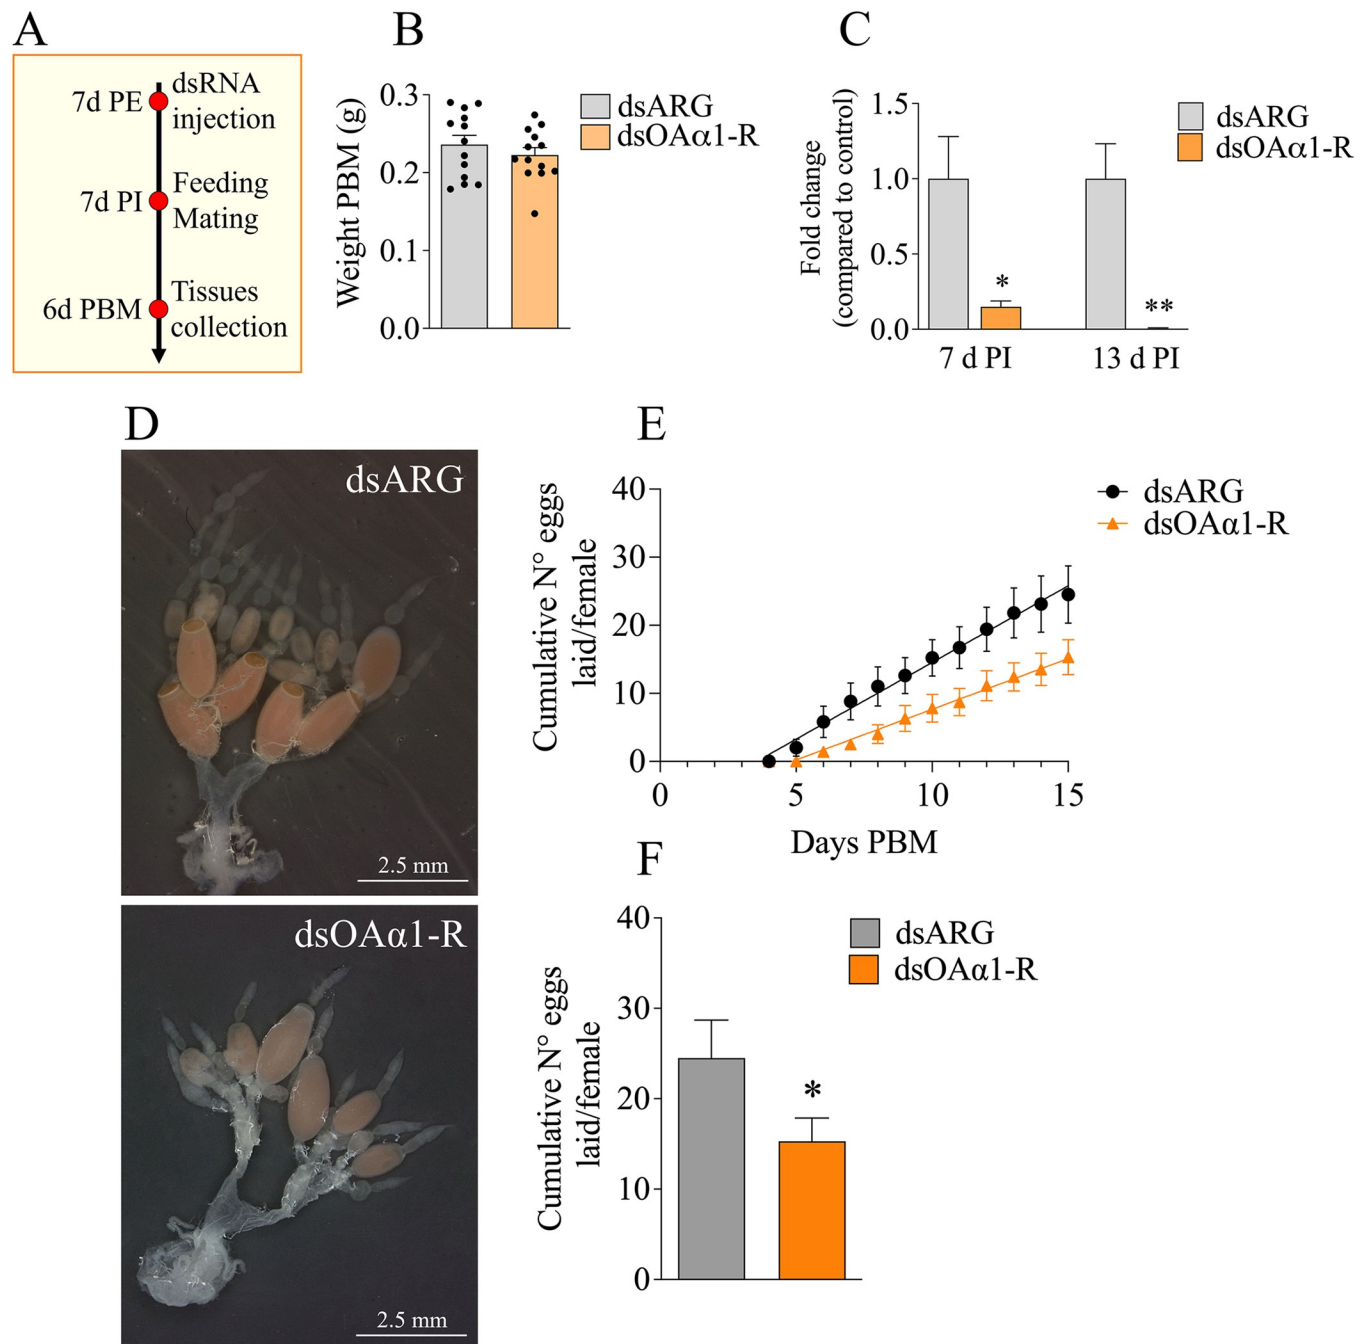 A
7d PE
dsRNA
injection
7d PI
Feeding
Mating
6d PBM
Tissues
collection
B
Weight PBM (g)
0.3
0.2
0.1
0.0
dsARG
dsOAα1-R
C
Fold change
(compared to control)
1.5
1.0
0.5
0.0
*
**
7 d PI
13 d PI
dsARG
dsOAα1-R
D
dsARG
2.5 mm
dsOAα1-R
2.5 mm
E
Cumulative N° eggs
laid/female
40
30
20
10
0
0
5
10
15
Days PBM
dsARG
dsOAα1-R
F
Cumulative N° eggs
laid/female
40
30
20
10
0
*
dsARG
dsOAα1-R